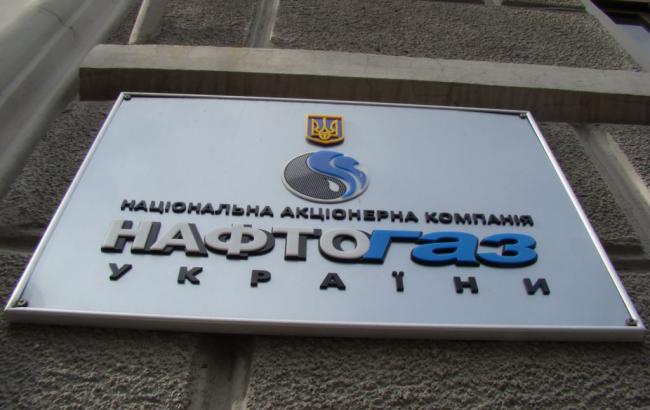 НАЦІОНАЛЬНА АКЦІОНЕРНА КОМПАНІЯ
НАФТОГАЗ
УКРАЇНИ